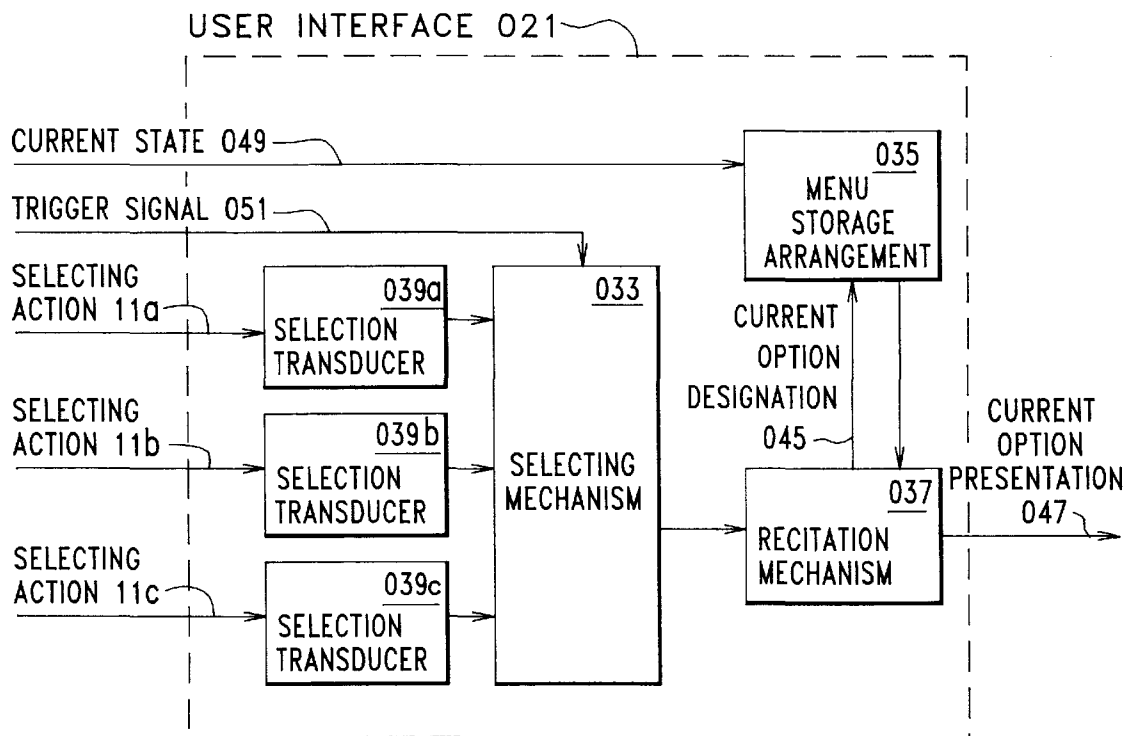 USER INTERFACE 021
CURRENT STATE 049
TRIGGER SIGNAL 051
SELECTING
ACTION 11a
SELECTING
ACTION 11b
SELECTING
ACTION 11c
039a
SELECTION
TRANSDUCER
039b
SELECTION
TRANSDUCER
039c
SELECTION
TRANSDUCER
033
SELECTING
MECHANISM
035
MENU
STORAGE
ARRANGEMENT
CURRENT
OPTION
DESIGNATION
045
037
RECITATION
MECHANISM
CURRENT
OPTION
PRESENTATION
047